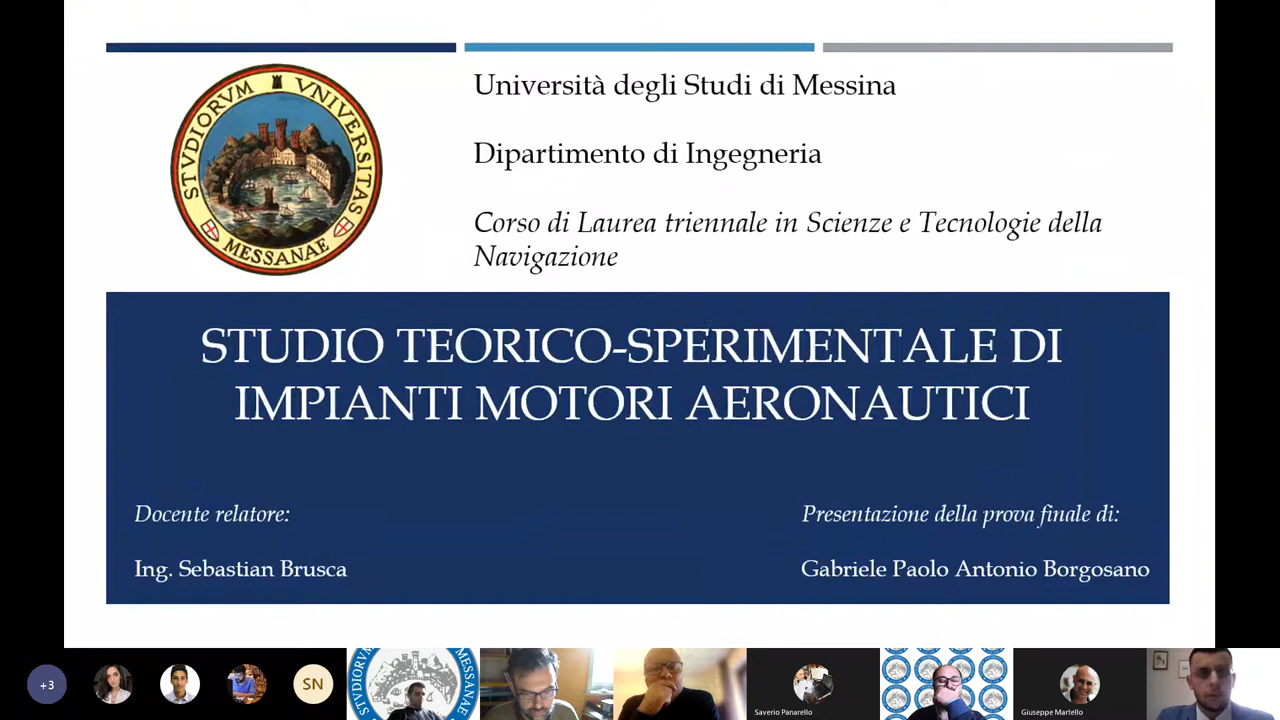 STVDIORVM VNIVERSITAS
MESSANAE
Università degli Studi di Messina
Dipartimento di Ingegneria
Corso di Laurea triennale in Scienze e Tecnologie della
Navigazione
STUDIO TEORICO-SPERIMENTALE DI
IMPIANTI MOTORI AERONAUTICI
Docente relatore:
Presentazione della prova finale di:
Ing. Sebastian Brusca
Gabriele Paolo Antonio Borgosano
+3
SN
STVDIORVM
MESSANAE
Saverio Panarello
Giuseppe Martello